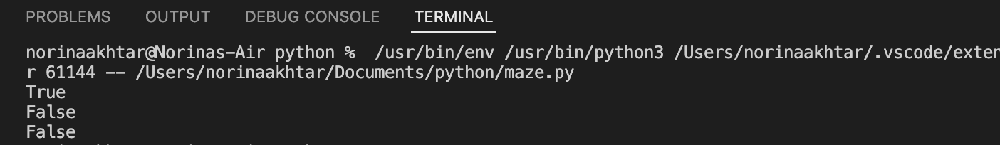 PROBLEMS OUTPUT DEBUG CONSOLE TERMINAL
norinaakhtar@Norinas-Air python % /usr/bin/env /usr/bin/python3 /Users/norinaakhtar/.vscode/exten
r 61144 -- /Users/norinaakhtar/Documents/python/maze.py
True
False
False